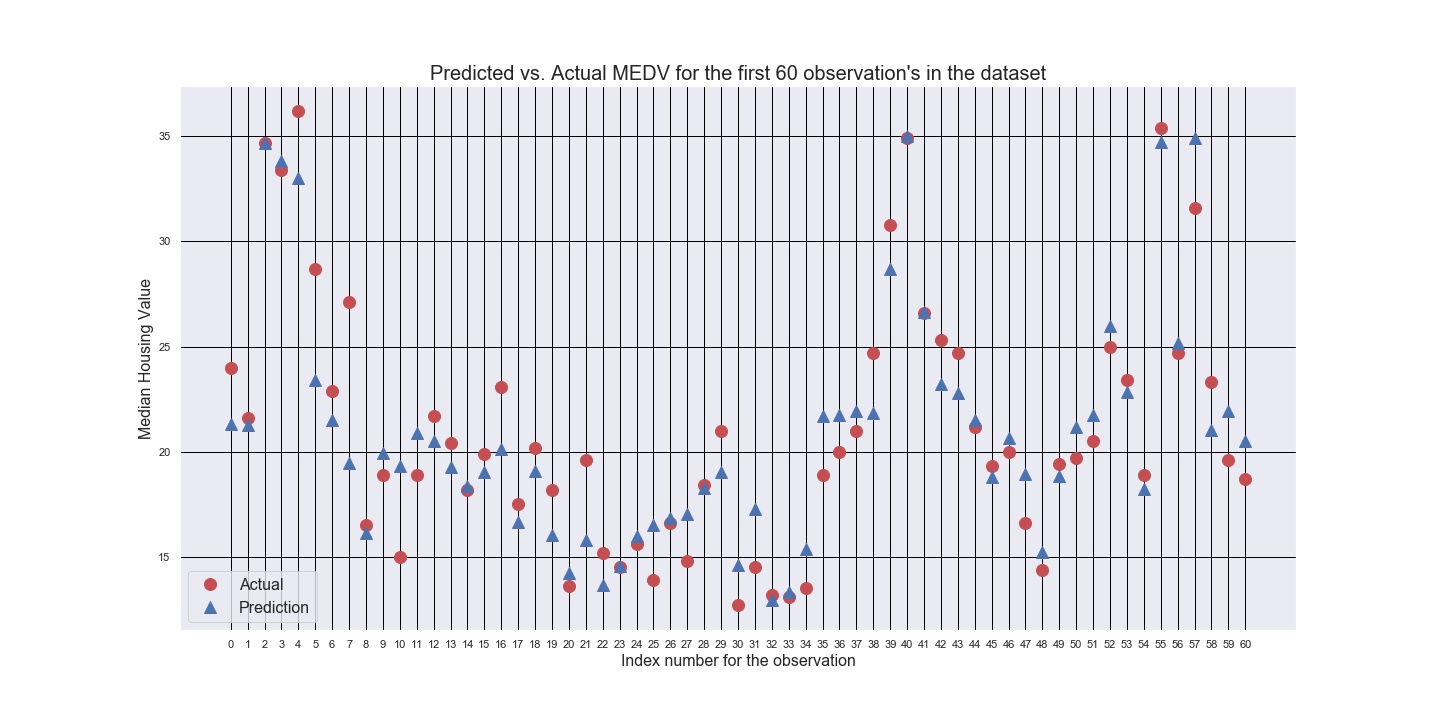 Predicted vs. Actual MEDV for the first 60 observation's in the dataset
Median Housing Value
35
30
25
20
15
Actual
Prediction
0 1 2 3 4 5 6 7 8 9 10 11 12 13 14 15 16 17 18 19 20 21 22 23 24 25 26 27 28 29 30 31 32 33 34 35 36 37 38 39 40 41 42 43 44 45 46 47 48 49 50 51 52 53 54 55 56 57 58 59 60
Index number for the observation